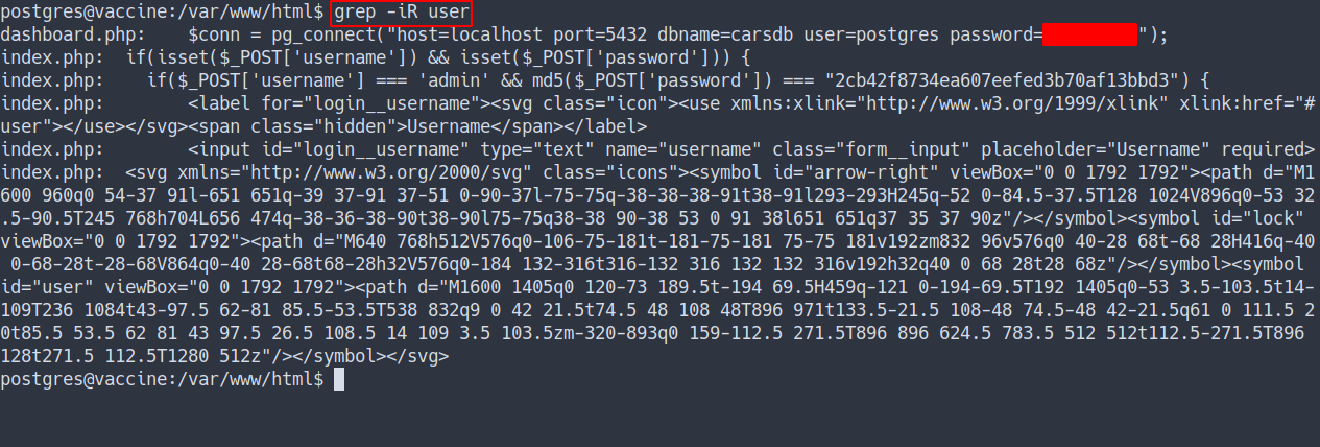 postgres@vaccine:/var/www/html$ grep -iR user
dashboard.php:    $conn = pg_connect("host=localhost port=5432 dbname=carsdb user=postgres password=");
index.php:  if(isset($_POST['username']) && isset($_POST['password'])) {
index.php:    if($_POST['username'] === 'admin' && md5($_POST['password']) === "2cb42f8734ea607eefed3b70af13bbd3") {
index.php:        <label for="login__username"><svg class="icon"><use xmlns:xlink="http://www.w3.org/1999/xlink" xlink:href="#
user"></use></svg><span class="hidden">Username</span></label>
index.php:        <input id="login__username" type="text" name="username" class="form__input" placeholder="Username" required>
index.php:  <svg xmlns="http://www.w3.org/2000/svg" class="icons"><symbol id="arrow-right" viewBox="0 0 1792 1792"><path d="M1
600 960q0 54-37 91l-651 651q-39 37-91 37-51 0-90-37l-75-75q-38-38-38-91t38-91l293-293H245q-52 0-84.5-37.5T128 1024V896q0-53 32
.5-90.5T245 768h704L656 474q-38-36-38-90t38-90l75-75q38-38 90-38 53 0 91 38l651 651q37 35 37 90z"/></symbol><symbol id="lock"
viewBox="0 0 1792 1792"><path d="M640 768h512V576q0-106-75-181t-181-75-181 75-75 181v192zm832 96v576q0 40-28 68t-68 28H416q-40
 0-68-28t-28-68V864q0-40 28-68t68-28h32V576q0-184 132-316t316-132 316 132 132 316v192h32q40 0 68 28t28 68z"/></symbol><symbol
id="user" viewBox="0 0 1792 1792"><path d="M1600 1405q0 120-73 189.5t-194 69.5H459q-121 0-194-69.5T192 1405q0-53 3.5-103.5t14-
109T236 1084t43-97.5 62-81 85.5-53.5T538 832q9 0 42 21.5t74.5 48 108 48T896 971t133.5-21.5 108-48 74.5-48 42-21.5q61 0 111.5 2
0t85.5 53.5 62 81 43 97.5 26.5 108.5 14 109 3.5 103.5zm-320-893q0 159-112.5 271.5T896 896 624.5 783.5 512 512t112.5-271.5T896
128t271.5 112.5T1280 512z"/></symbol></svg>
postgres@vaccine:/var/www/html$